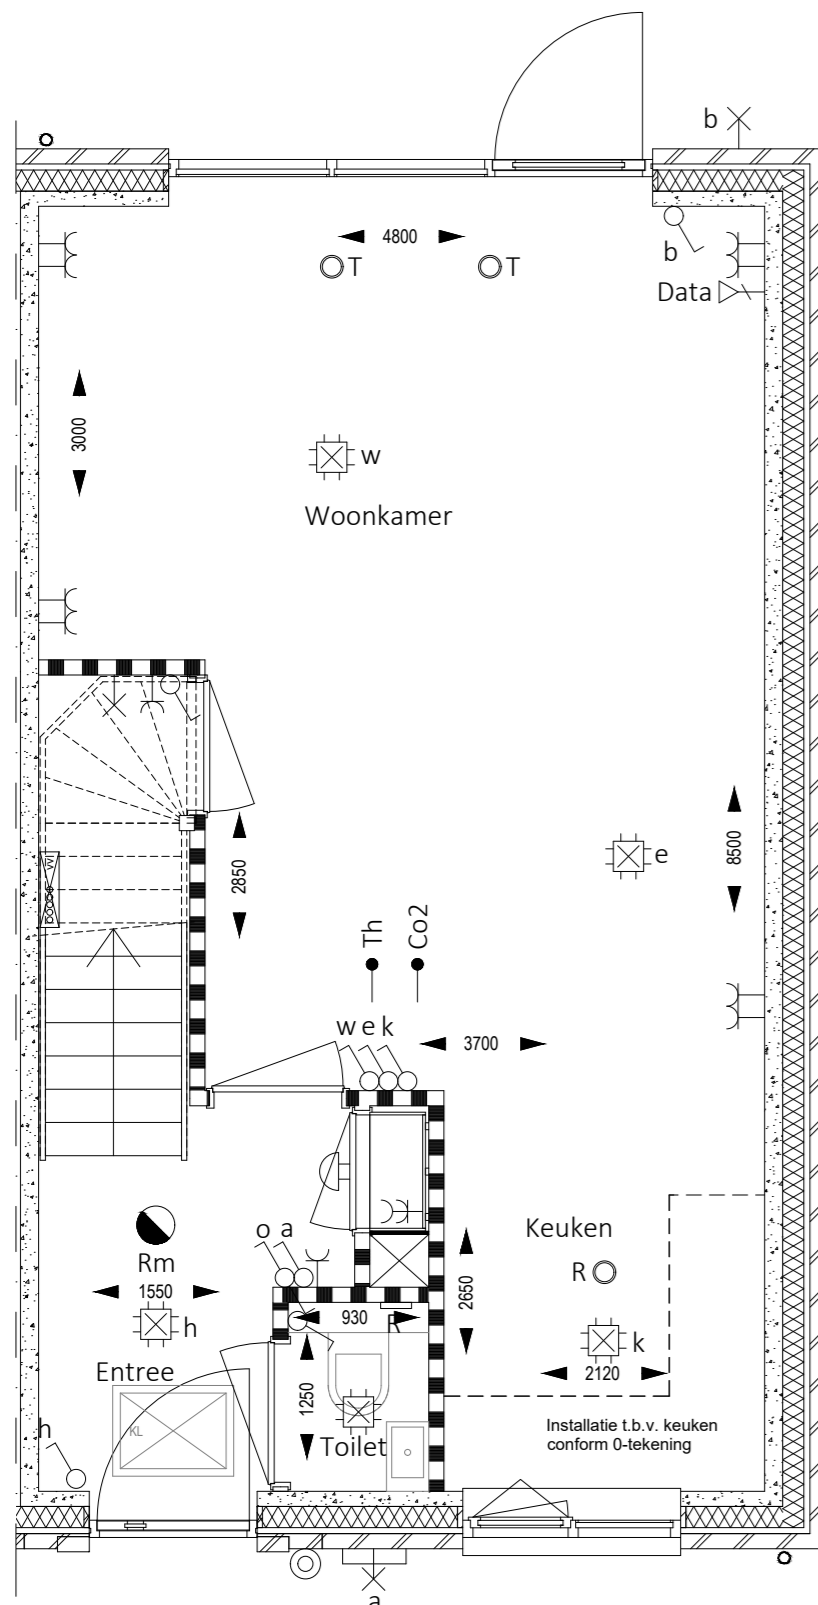 b
4800
T
T
b
Data
3000
w
Woonkamer
8500
e
2850
Th
Co2
w e k
3700
Keuken
o a
Rm
1550
R
2650
930
h
k
R
2120
Entree
1250
KL
Toilet
Installatie t.b.v. keuken
conform 0-tekening
h
a